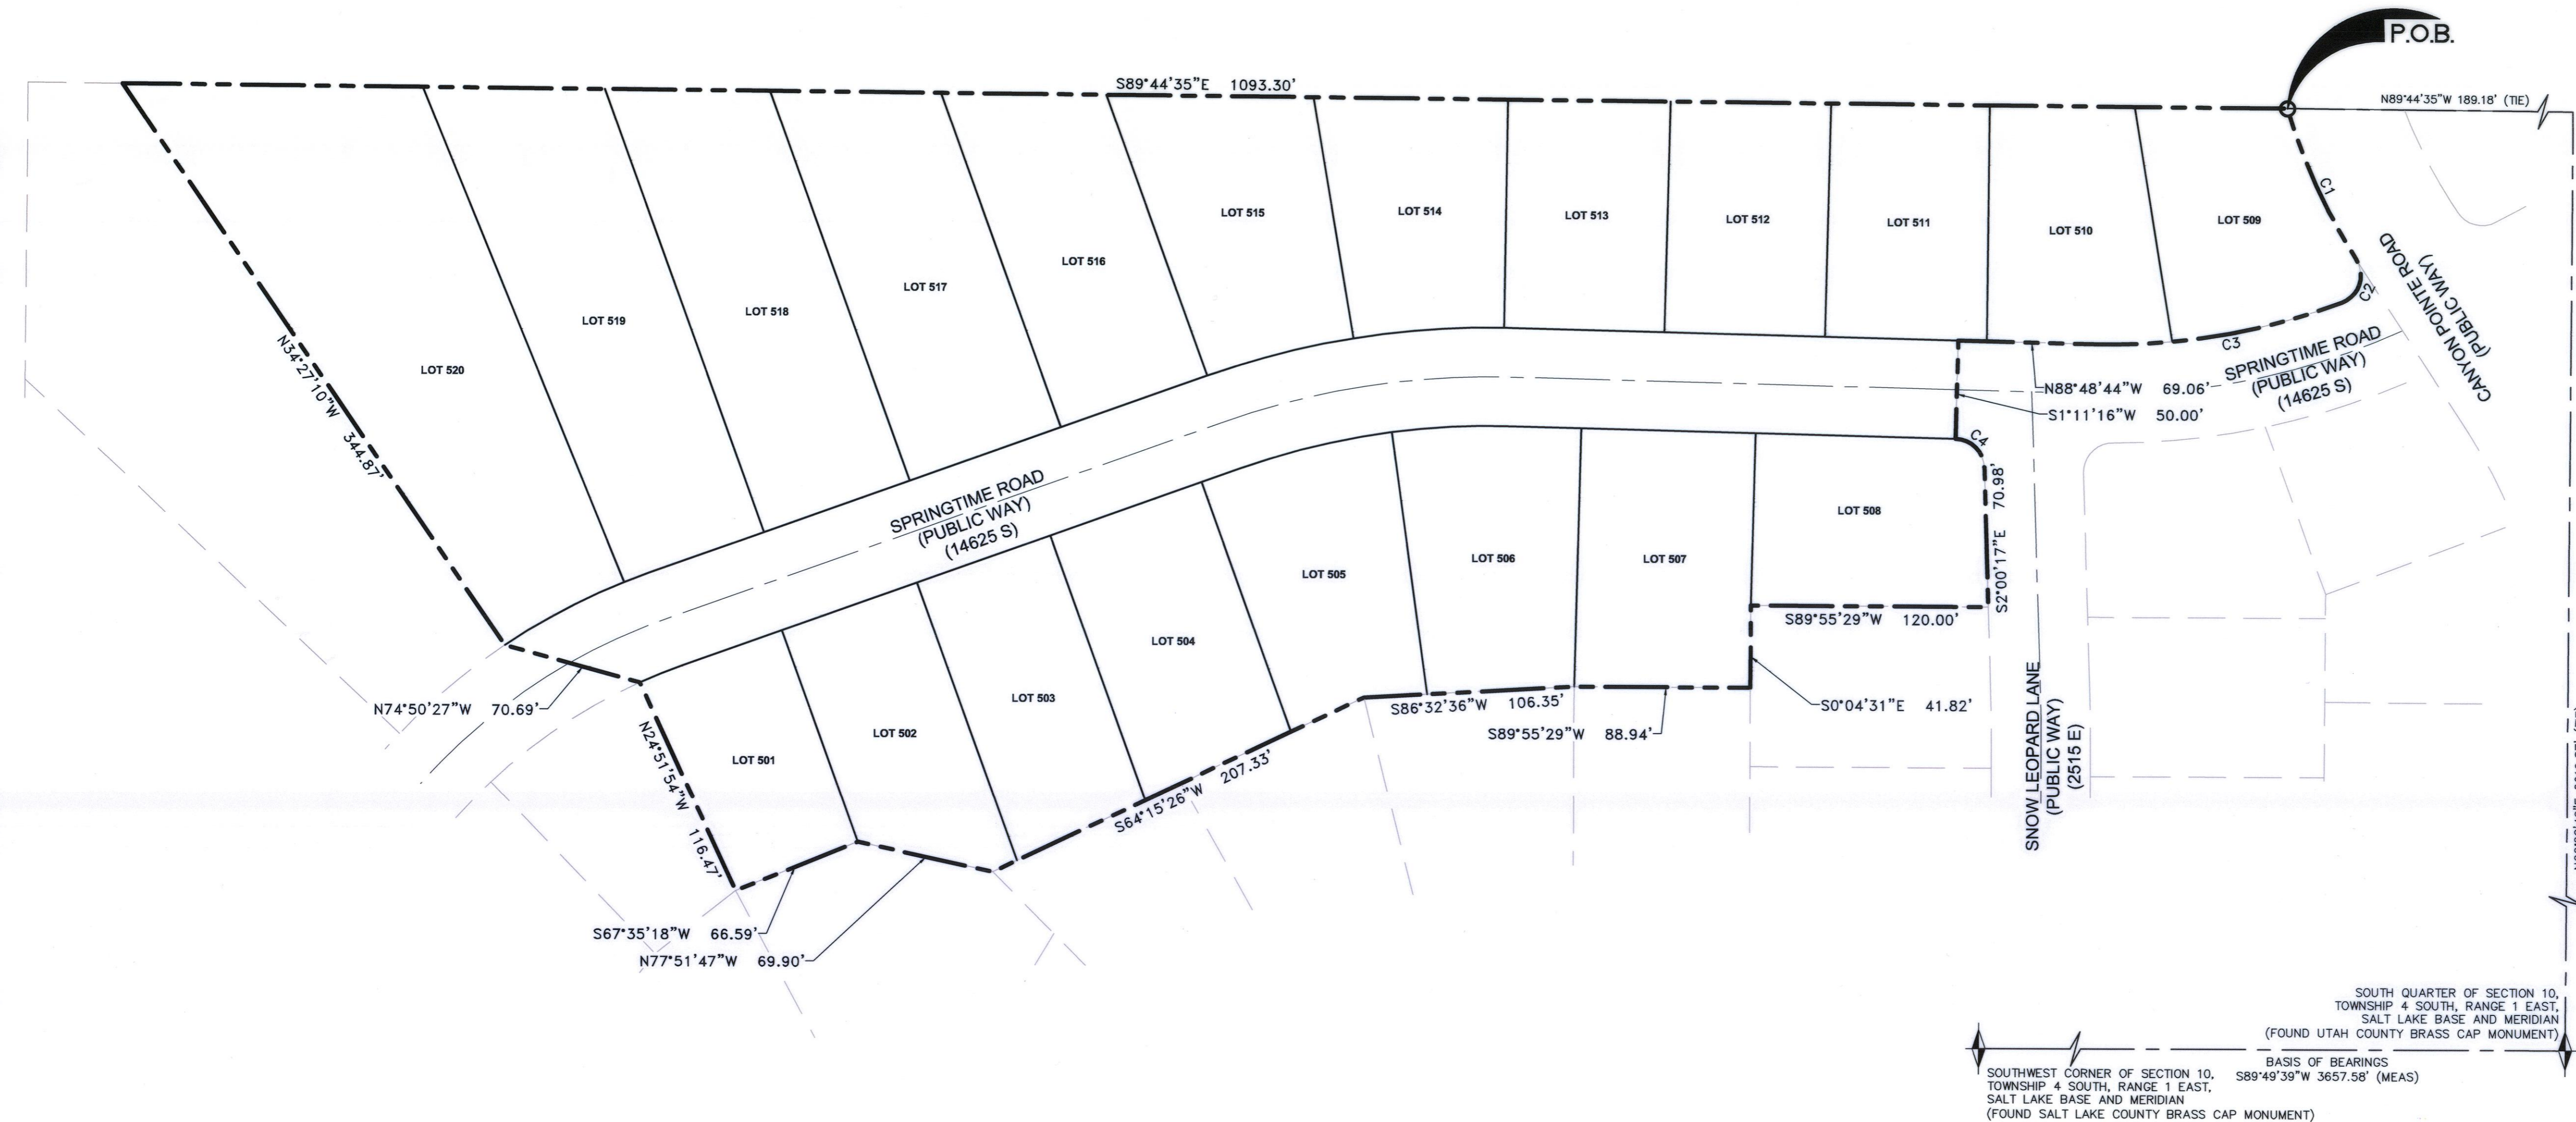 P.O.B.
S89°44'35"E 1093.30'
N89°44'35"W 189.18' (TIE)
C1
LOT 515
LOT 514
LOT 513
LOT 512
LOT 511
LOT 510
LOT 509
LOT 516
LOT 517
LOT 518
LOT 519
LOT 520
CANYON POINTE ROAD
(PUBLIC WAY)
C2
C3
SPRINGTIME ROAD
(PUBLIC WAY)
(14625 S)
N34°27'10"W 344.87'
N88°48'44"W 69.06'
S1°11'16"W 50.00'
C4
S2°00'17"E 70.98'
SPRINGTIME ROAD
(PUBLIC WAY)
(14625 S)
LOT 508
LOT 507
LOT 506
LOT 505
LOT 504
LOT 503
LOT 502
LOT 501
S89°55'29"W 120.00'
S0°04'31"E 41.82'
S86°32'36"W 106.35'
S89°55'29"W 88.94'
N74°50'27"W 70.69'
N24°51'54"W 116.47'
S64°15'26"W 207.33'
SNOW LEOPARD LANE
(PUBLIC WAY)
(2515 E)
S67°35'18"W 66.59'
N77°51'47"W 69.90'
SOUTH QUARTER OF SECTION 10,
TOWNSHIP 4 SOUTH, RANGE 1 EAST,
SALT LAKE BASE AND MERIDIAN
(FOUND UTAH COUNTY BRASS CAP MONUMENT)
BASIS OF BEARINGS
S89°49'39"W 3657.58' (MEAS)
SOUTHWEST CORNER OF SECTION 10,
TOWNSHIP 4 SOUTH, RANGE 1 EAST,
SALT LAKE BASE AND MERIDIAN
(FOUND SALT LAKE COUNTY BRASS CAP MONUMENT)